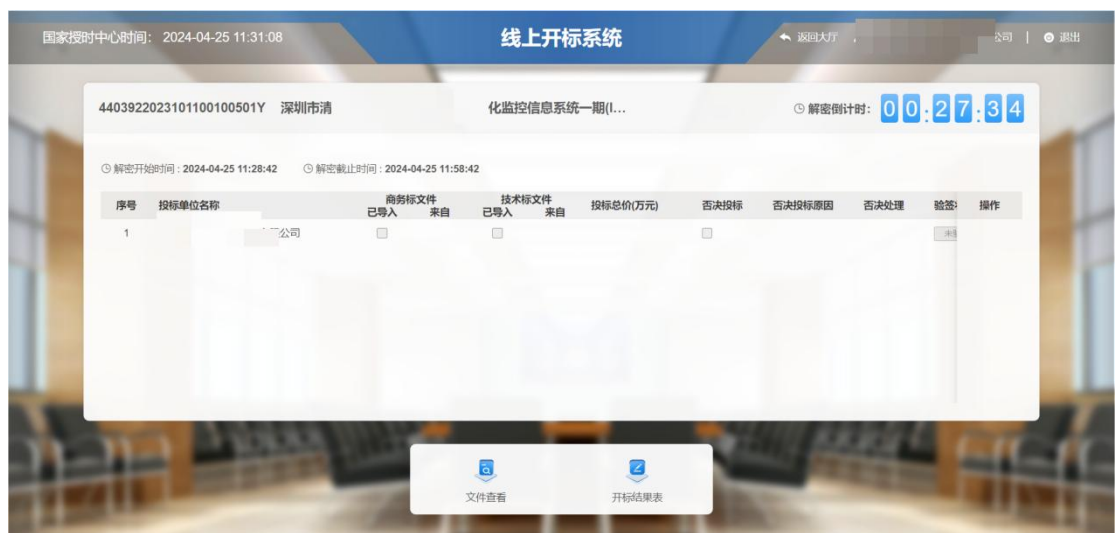 国家授时中心时间： 2024-04-25 11:31:08 线上开标系统 返回大厅 公司 | 退出
4403922023101100100501Y 深圳市清 化监控信息系统一期(I... 解密倒计时： 00:27:34
解密开始时间 : 2024-04-25 11:28:42 解密截止时间 : 2024-04-25 11:58:42
序号 投标单位名称 商务标文件 已导入 来自 技术标文件 已导入 来自 投标总价(万元) 否决投标 否决投标原因 否决处理 验签 操作
1 公司 未
文件查看 开标结果表